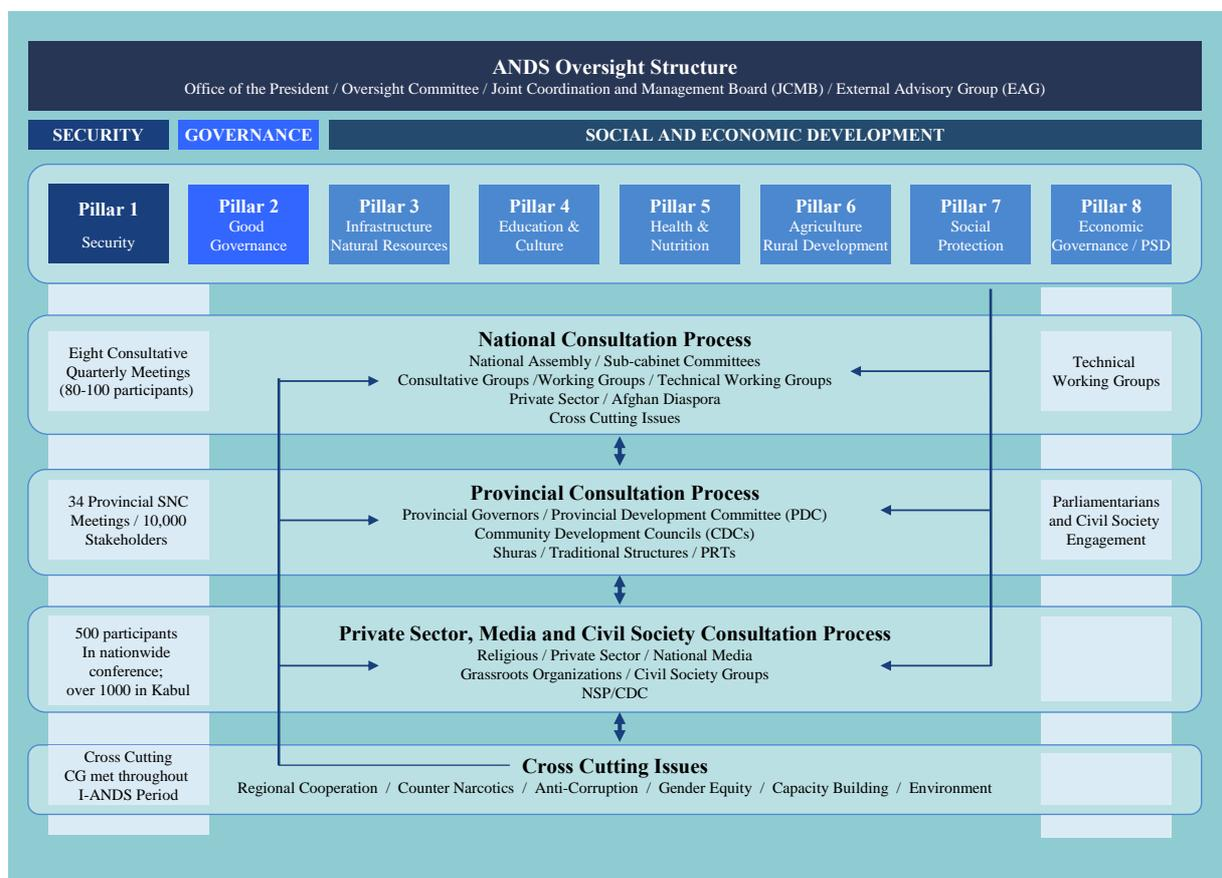 ANDS Oversight Structure
Office of the President / Oversight Committee / Joint Coordination and Management Board (JCMB) / External Advisory Group (EAG)
SECURITY
GOVERNANCE
SOCIAL AND ECONOMIC DEVELOPMENT
Pillar 1
Security
Pillar 2
Good
Governance
Pillar 3
Infrastructure
Natural Resources
Pillar 4
Education &
Culture
Pillar 5
Health &
Nutrition
Pillar 6
Agriculture
Rural Development
Pillar 7
Social
Protection
Pillar 8
Economic
Governance / PSD
Eight Consultative
Quarterly Meetings
(80-100 participants)
National Consultation Process
National Assembly / Sub-cabinet Committees
Consultative Groups /Working Groups / Technical Working Groups
Private Sector / Afghan Diaspora
Cross Cutting Issues
Technical
Working Groups
34 Provincial SNC
Meetings / 10,000
Stakeholders
Provincial Consultation Process
Provincial Governors / Provincial Development Committee (PDC)
Community Development Councils (CDCs)
Shuras / Traditional Structures / PRTs
Parliamentarians
and Civil Society
Engagement
500 participants
In nationwide
conference;
over 1000 in Kabul
Private Sector, Media and Civil Society Consultation Process
Religious / Private Sector / National Media
Grassroots Organizations / Civil Society Groups
NSP/CDC
Cross Cutting
CG met throughout
I-ANDS Period
Cross Cutting Issues
Regional Cooperation / Counter Narcotics / Anti-Corruption / Gender Equity / Capacity Building / Environment